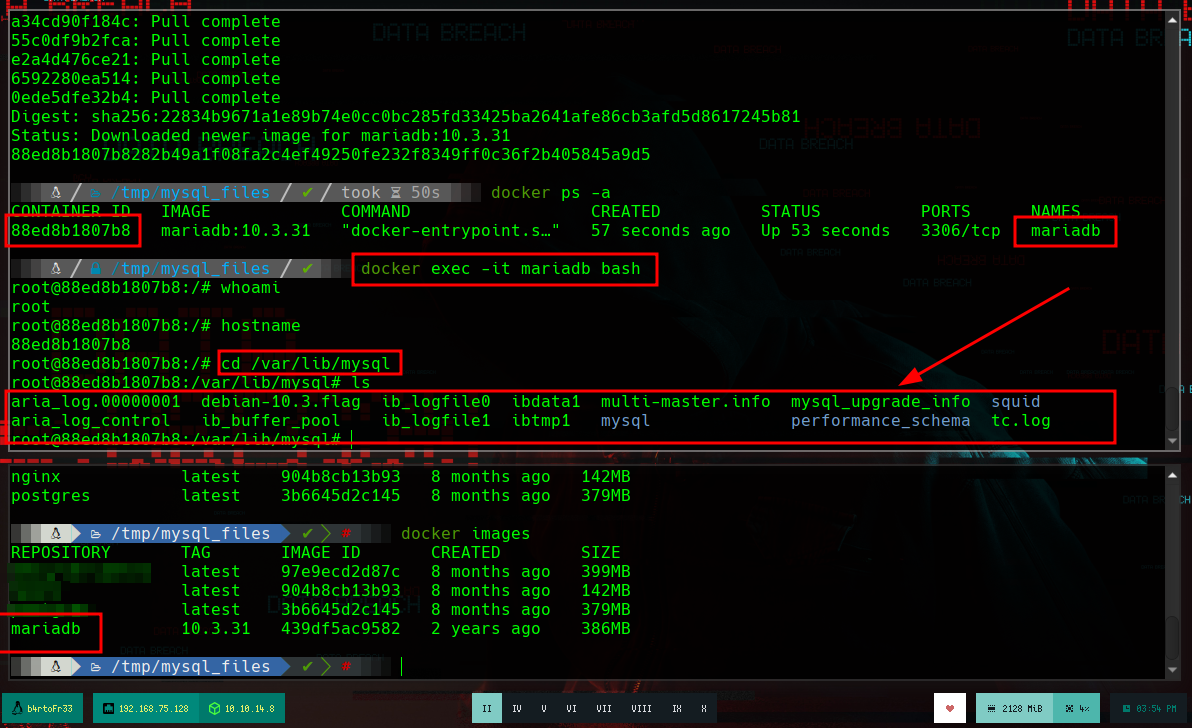 a34cd90f184c: Pull complete
55c0df9b2fca: Pull complete
e2a4d476ce21: Pull complete
6592280ea514: Pull complete
0ede5dfe32b4: Pull complete
Digest: sha256:22834b9671a1e89b74e0cc0bc285fd33425ba2641afe86cb3afd5d8617245b81
Status: Downloaded newer image for mariadb:10.3.31
88ed8b1807b8282b49a1f08fa2c4ef49250fe232f8349ff0c36f2b405845a9d5
/ /tmp/mysql_files / ✔ / took ⧖ 50s docker ps -a
CONTAINER ID IMAGE COMMAND CREATED STATUS PORTS NAMES
88ed8b1807b8 mariadb:10.3.31 "docker-entrypoint.s…" 57 seconds ago Up 53 seconds 3306/tcp mariadb
/ /tmp/mysql_files / ✔ docker exec -it mariadb bash
root@88ed8b1807b8:/# whoami
root
root@88ed8b1807b8:/# hostname
88ed8b1807b8
root@88ed8b1807b8:/# cd /var/lib/mysql
root@88ed8b1807b8:/var/lib/mysql# ls
aria_log.00000001 debian-10.3.flag ib_logfile0 ibdata1 multi-master.info mysql_upgrade_info squid
aria_log_control ib_buffer_pool ib_logfile1 ibtmp1 mysql performance_schema tc.log
root@88ed8b1807b8:/var/lib/mysql#
nginx latest 904b8cb13b93 8 months ago 142MB
postgres latest 3b6645d2c145 8 months ago 379MB
/tmp/mysql_files ✔ # docker images
REPOSITORY TAG IMAGE ID CREATED SIZE
latest 97e9ecd2d87c 8 months ago 399MB
latest 904b8cb13b93 8 months ago 142MB
latest 3b6645d2c145 8 months ago 379MB
mariadb 10.3.31 439df5ac9582 2 years ago 386MB
/tmp/mysql_files ✔ #
b4rtoFr33 192.168.75.128 10.10.14.8 II IV V VI VII VIII IX X 2128 MiB 4% 03:54 PM
DATA BREACH
DATA BREACH
DATA BREACH